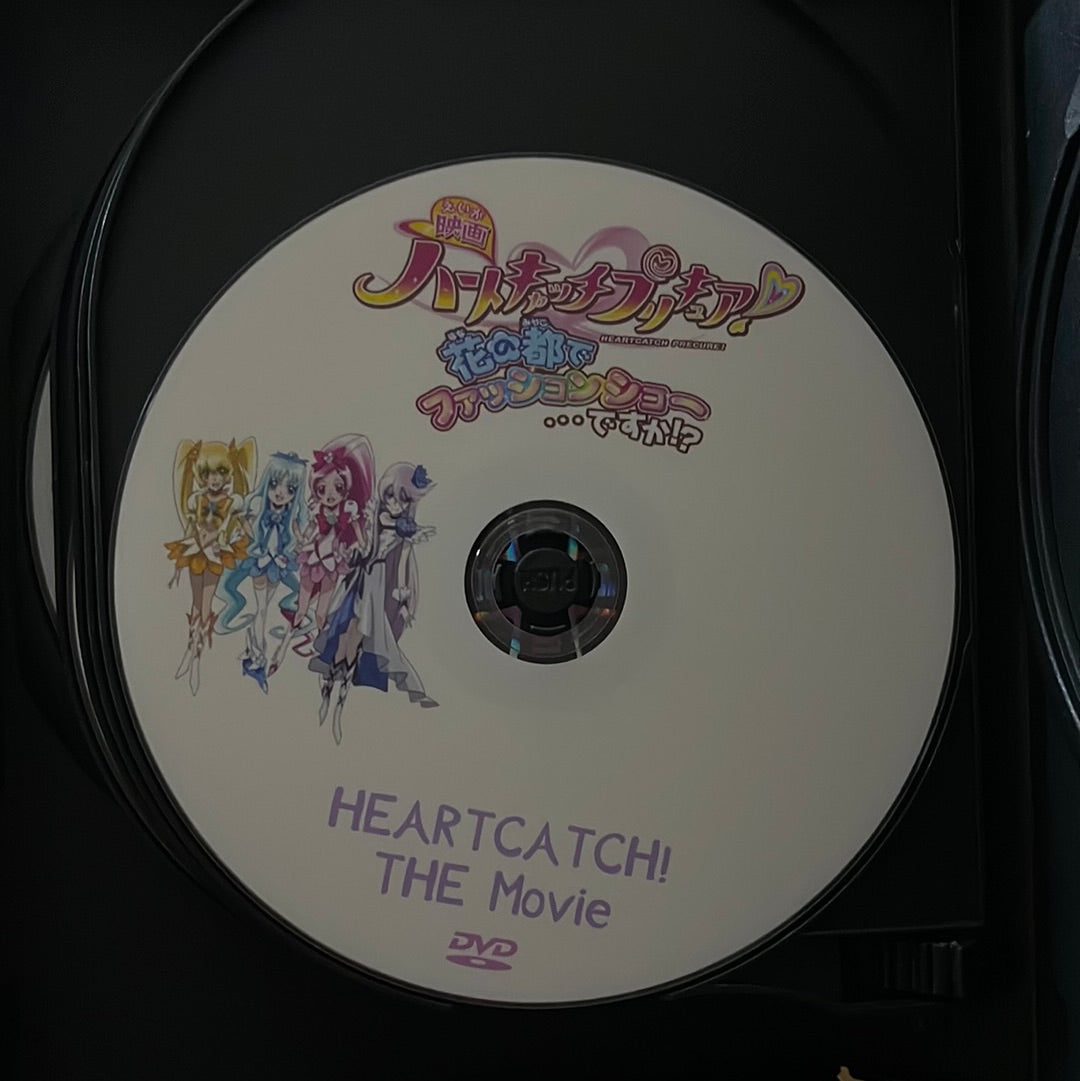 えいが
映画
ハートキャッチプリキュア!
HEARTCATCH PRECURE!
はな みやこ
花の都で
ファッションショー
…ですか!?
HEARTCATCH!
THE Movie
DVD